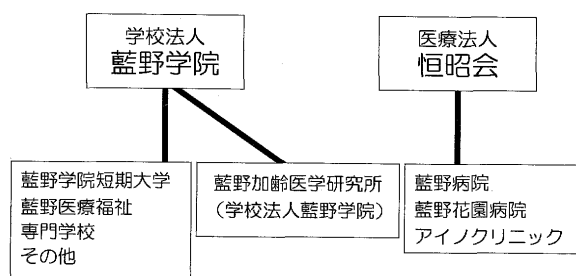 学校法人
藍野学院
医療法人
恒昭会
藍野学院短期大学
藍野医療福祉
専門学校
その他
藍野加齢医学研究所
（学校法人藍野学院）
藍野病院
藍野花園病院
アイノクリニック